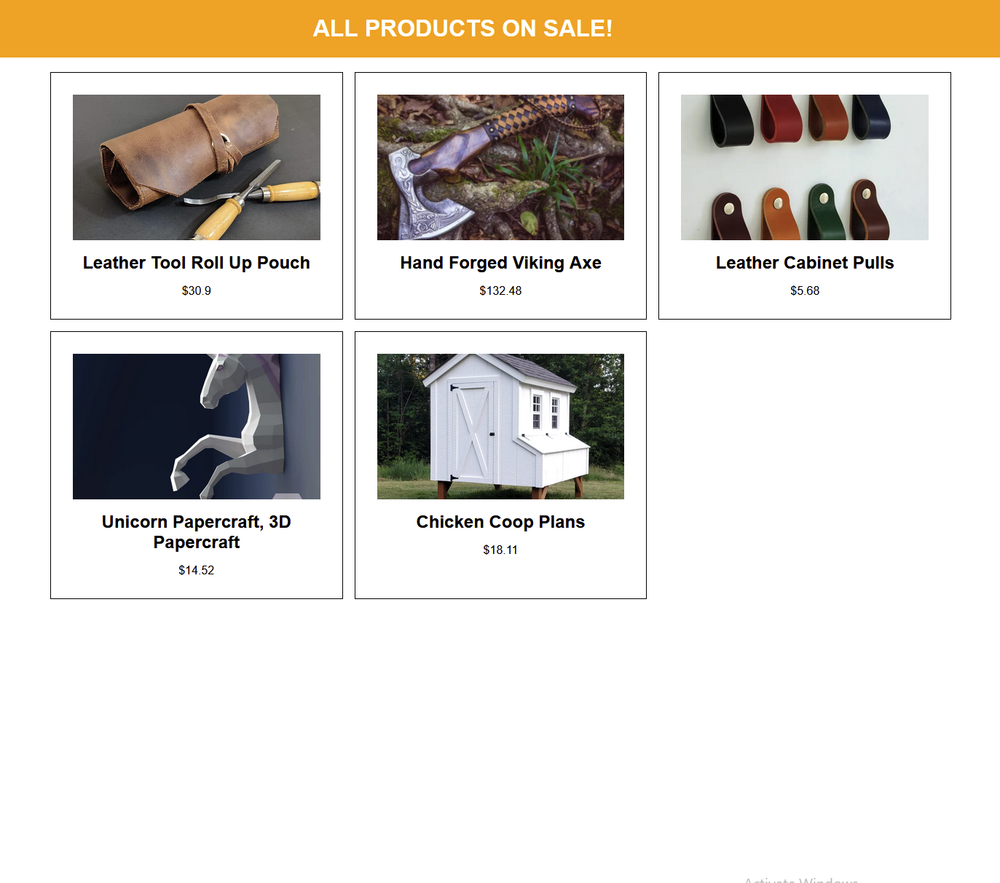 ALL PRODUCTS ON SALE!
Leather Tool Roll Up Pouch
$30.9
Hand Forged Viking Axe
$132.48
Leather Cabinet Pulls
$5.68
Unicorn Papercraft, 3D
Papercraft
$14.52
Chicken Coop Plans
$18.11
Activate Windows